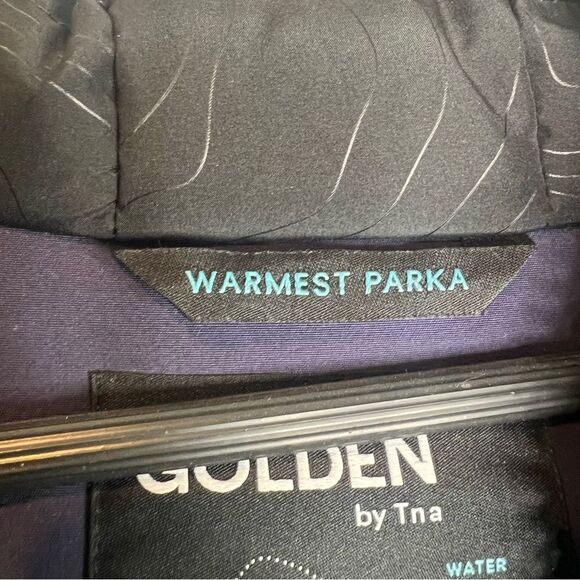 WARMEST PARKA
GOLDEN
by Tna
WATER